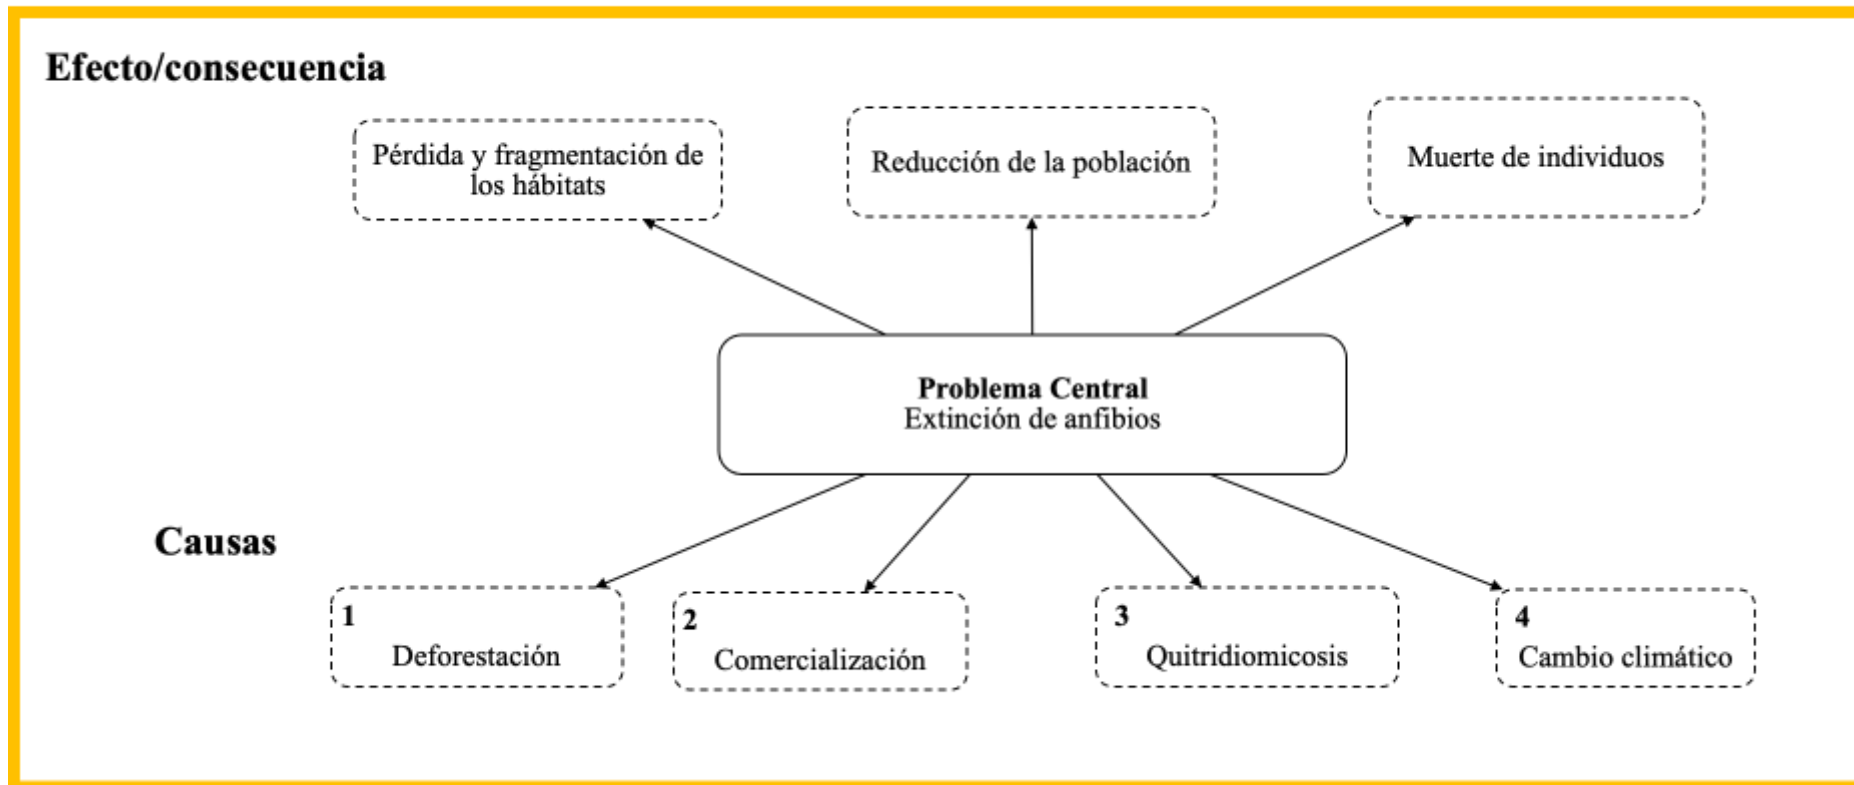 Efecto/consecuencia
Pérdida y fragmentación de
los hábitats
Reducción de la población
Muerte de individuos
Problema Central
Extinción de anfibios
Causas
1
Deforestación
2
Comercialización
3
Quitridiomicosis
4
Cambio climático